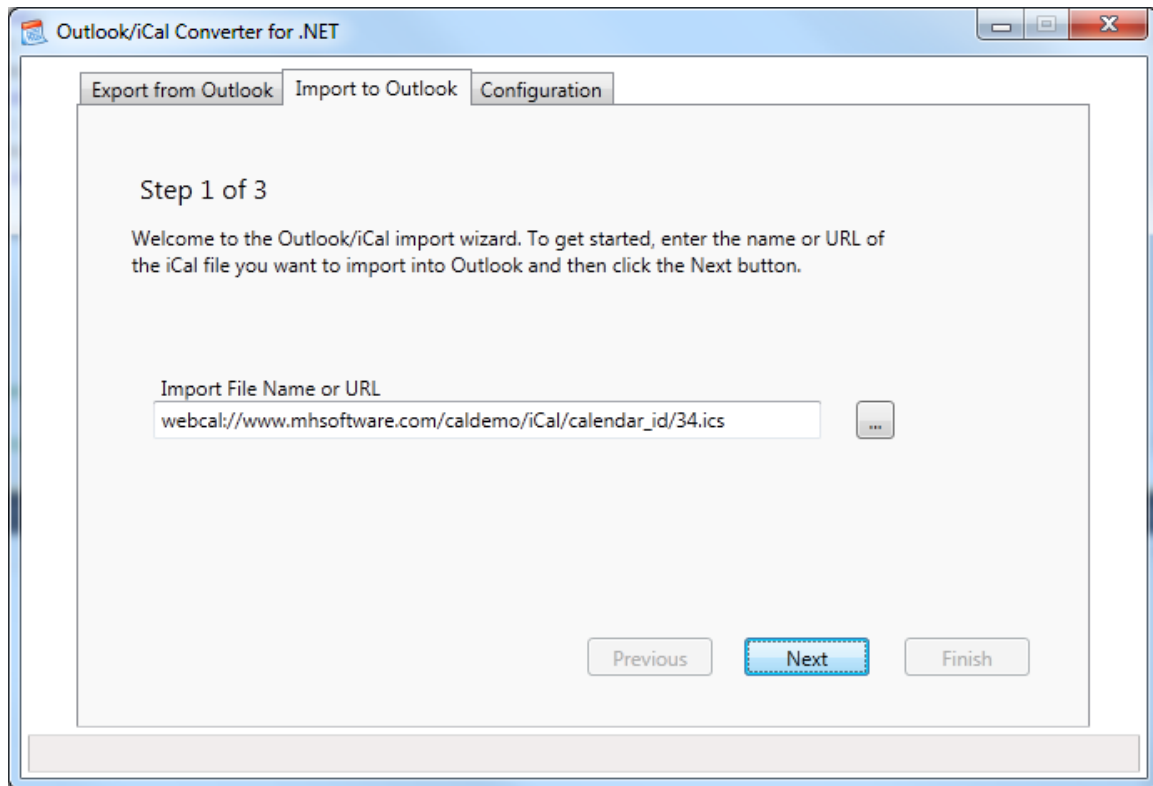 Outlook/iCal Converter for .NET
Export from Outlook Import to Outlook Configuration
Step 1 of 3
Welcome to the Outlook/iCal import wizard. To get started, enter the name or URL of
the iCal file you want to import into Outlook and then click the Next button.
Import File Name or URL
webcal://www.mhsoftware.com/caldemo/iCal/calendar_id/34.ics
...
Previous Next Finish